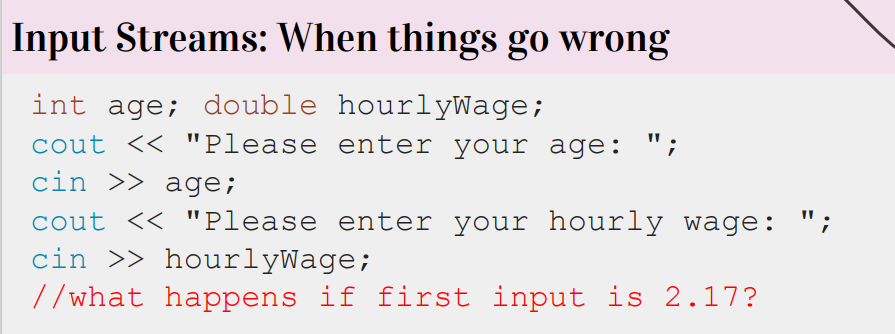 Input Streams: When things go wrong
int age; double hourlyWage;
cout << "Please enter your age: ";
cin >> age;
cout << "Please enter your hourly wage: ";
cin >> hourlyWage;
//what happens if first input is 2.17?